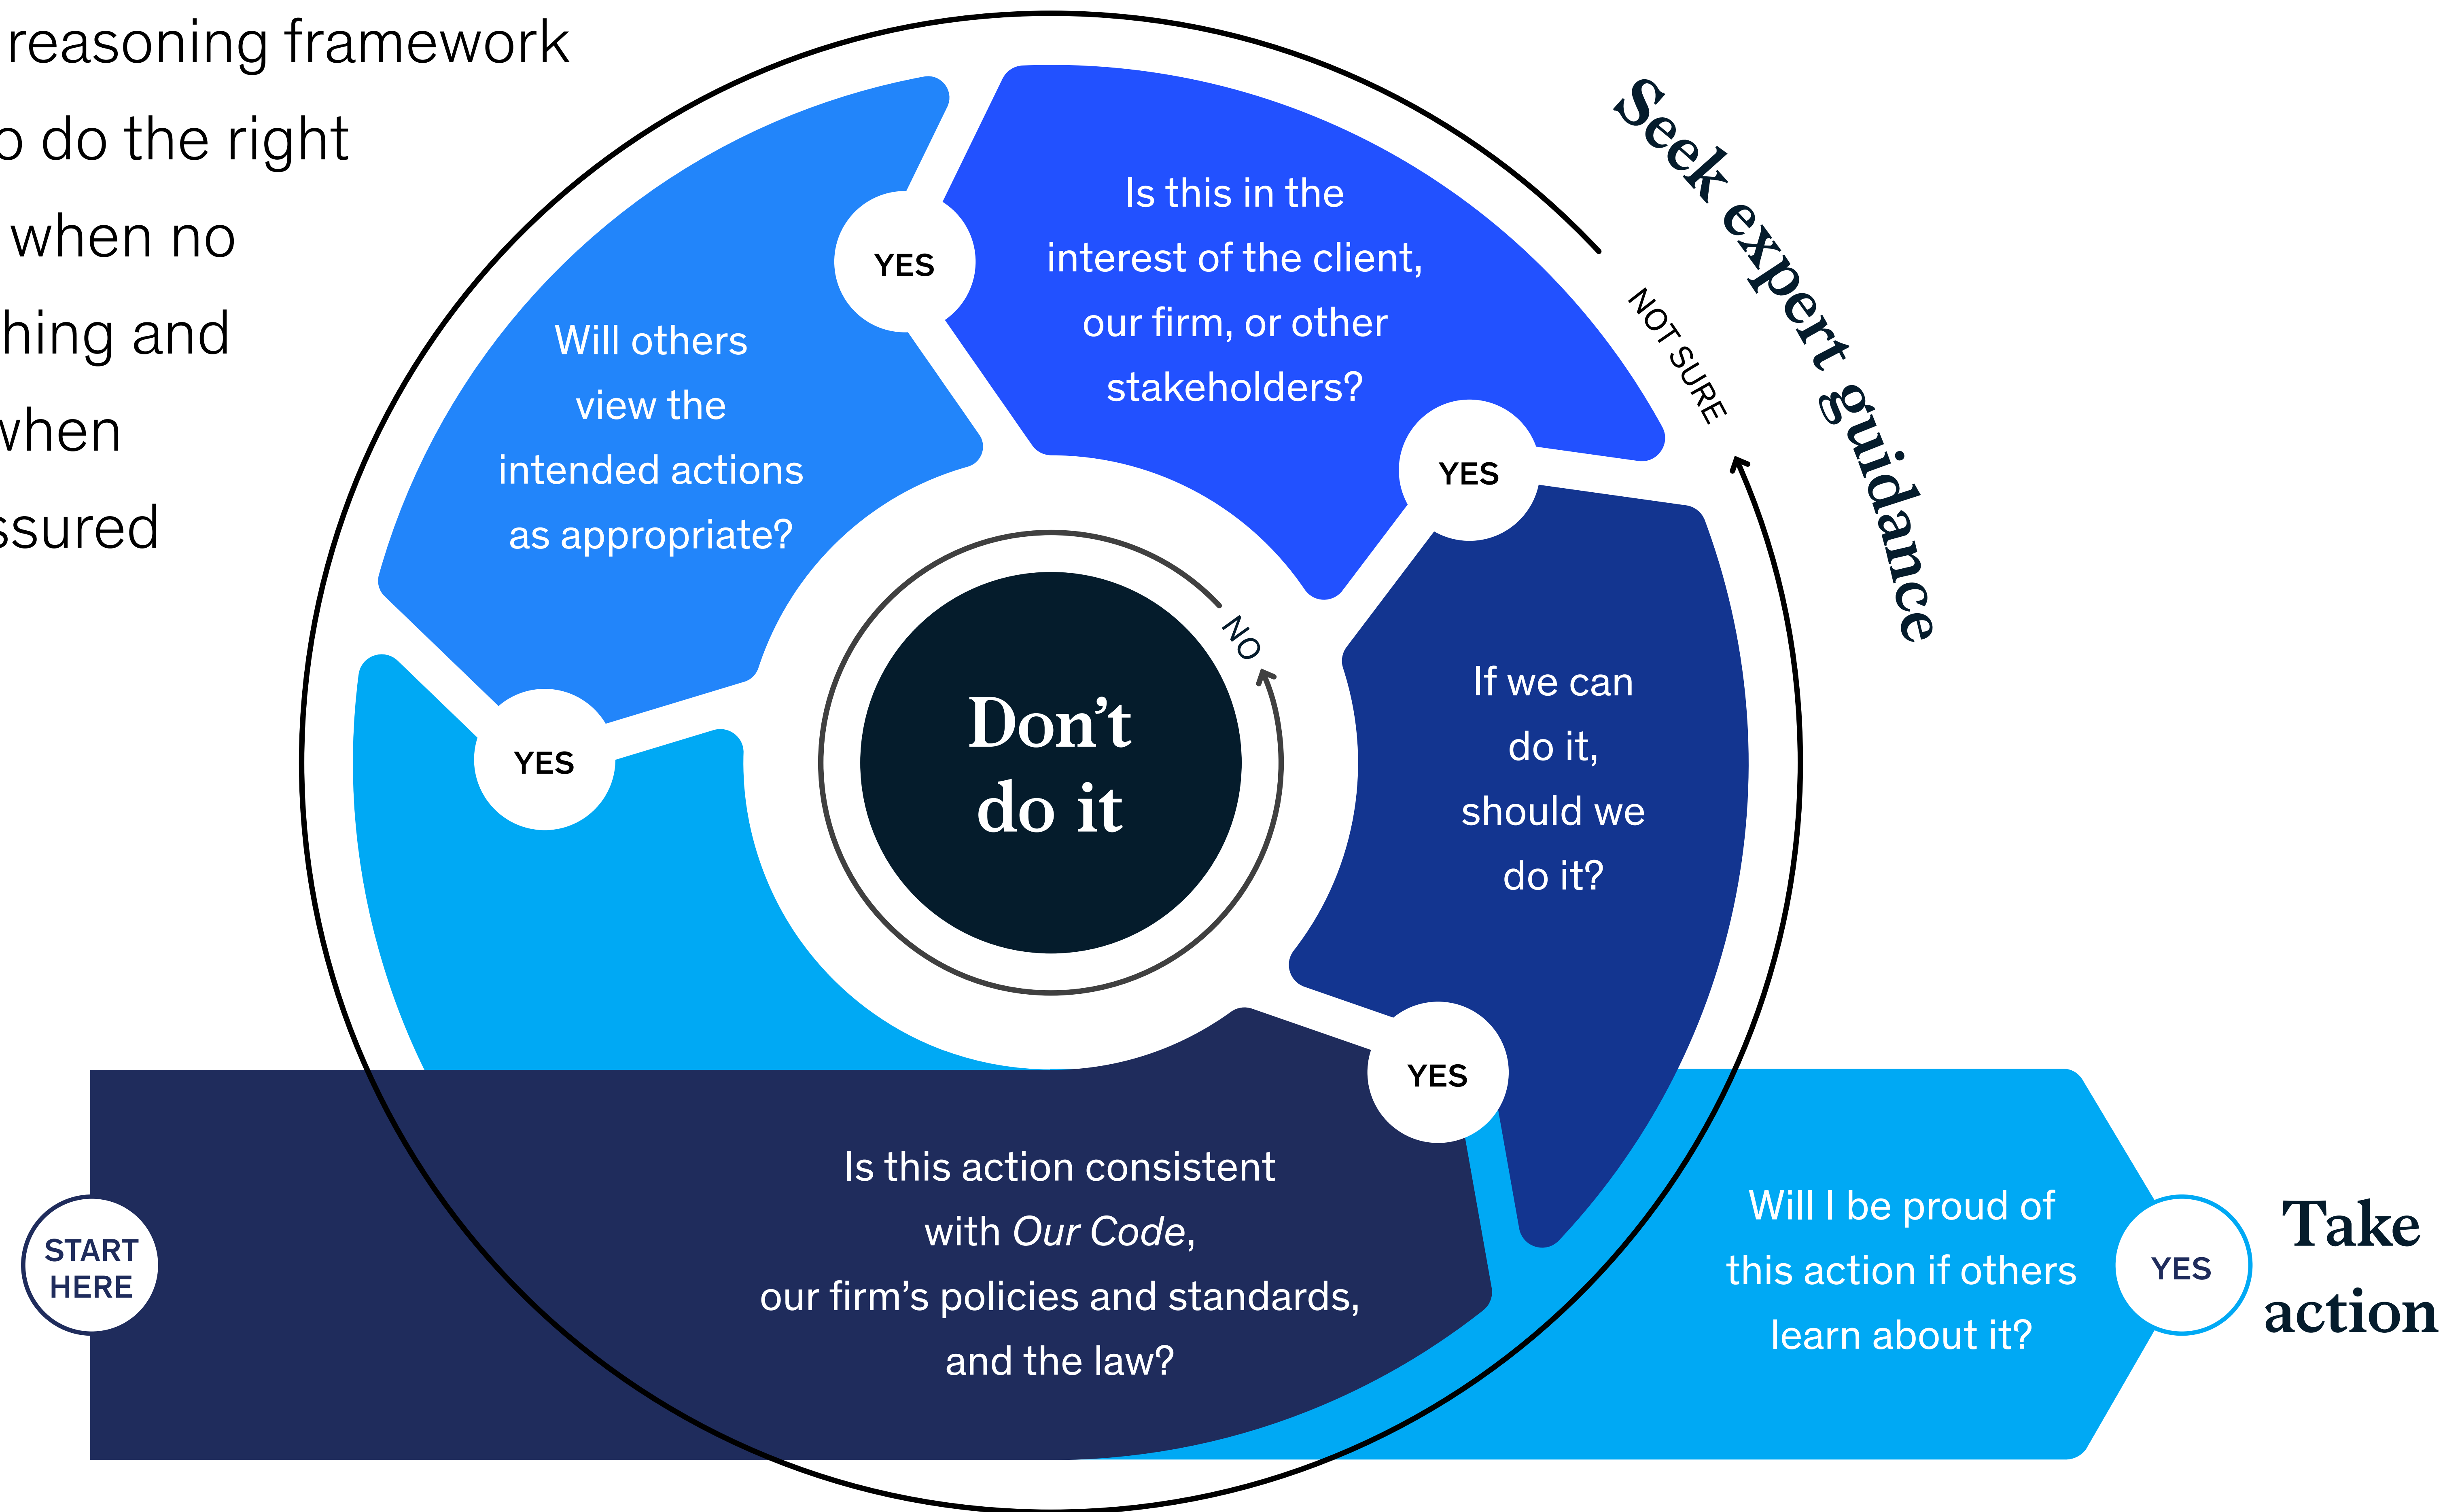 reasoning framework
do the right
when no
hing and
when
ssured
START
HERE
Is this action consistent
with Our Code,
our firm’s policies and standards,
and the law?
YES
If we can
do it,
should we
do it?
YES
Is this in the
interest of the client,
our firm, or other
stakeholders?
YES
Will others
view the
intended actions
as appropriate?
YES
Will I be proud of
this action if others
learn about it?
YES
Take
action
NO
Don’t
do it
NOT SURE
Seek expert guidance